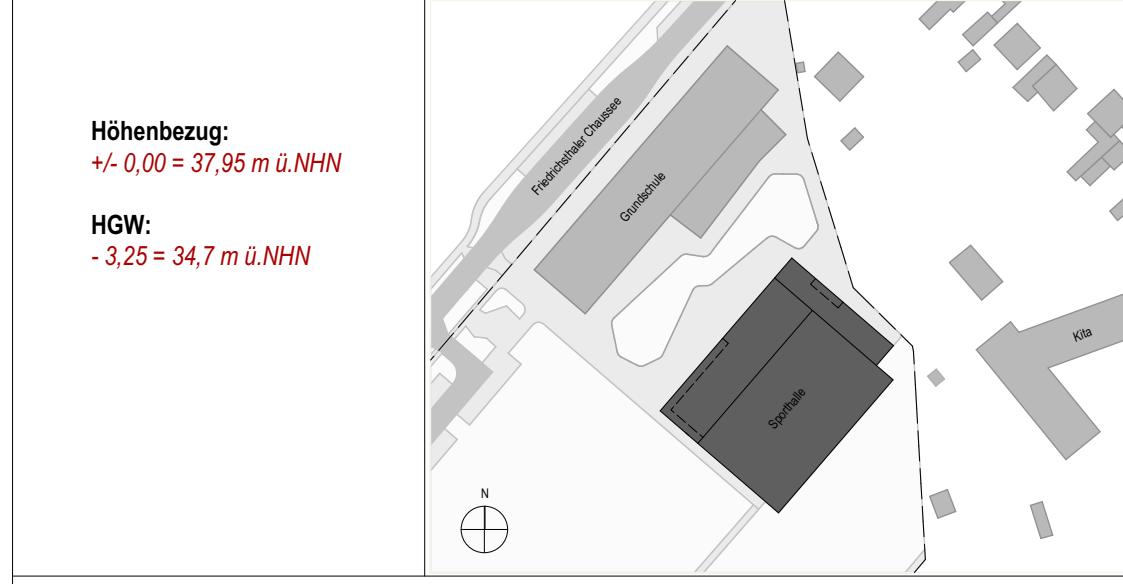 Höhenbezug:
+/- 0,00 = 37,95 m ü.NHN
HGW:
- 3,25 = 34,7 m ü.NHN
Friedrichsthaler Chaussee
Grundschule
Sporthalle
Kita
N